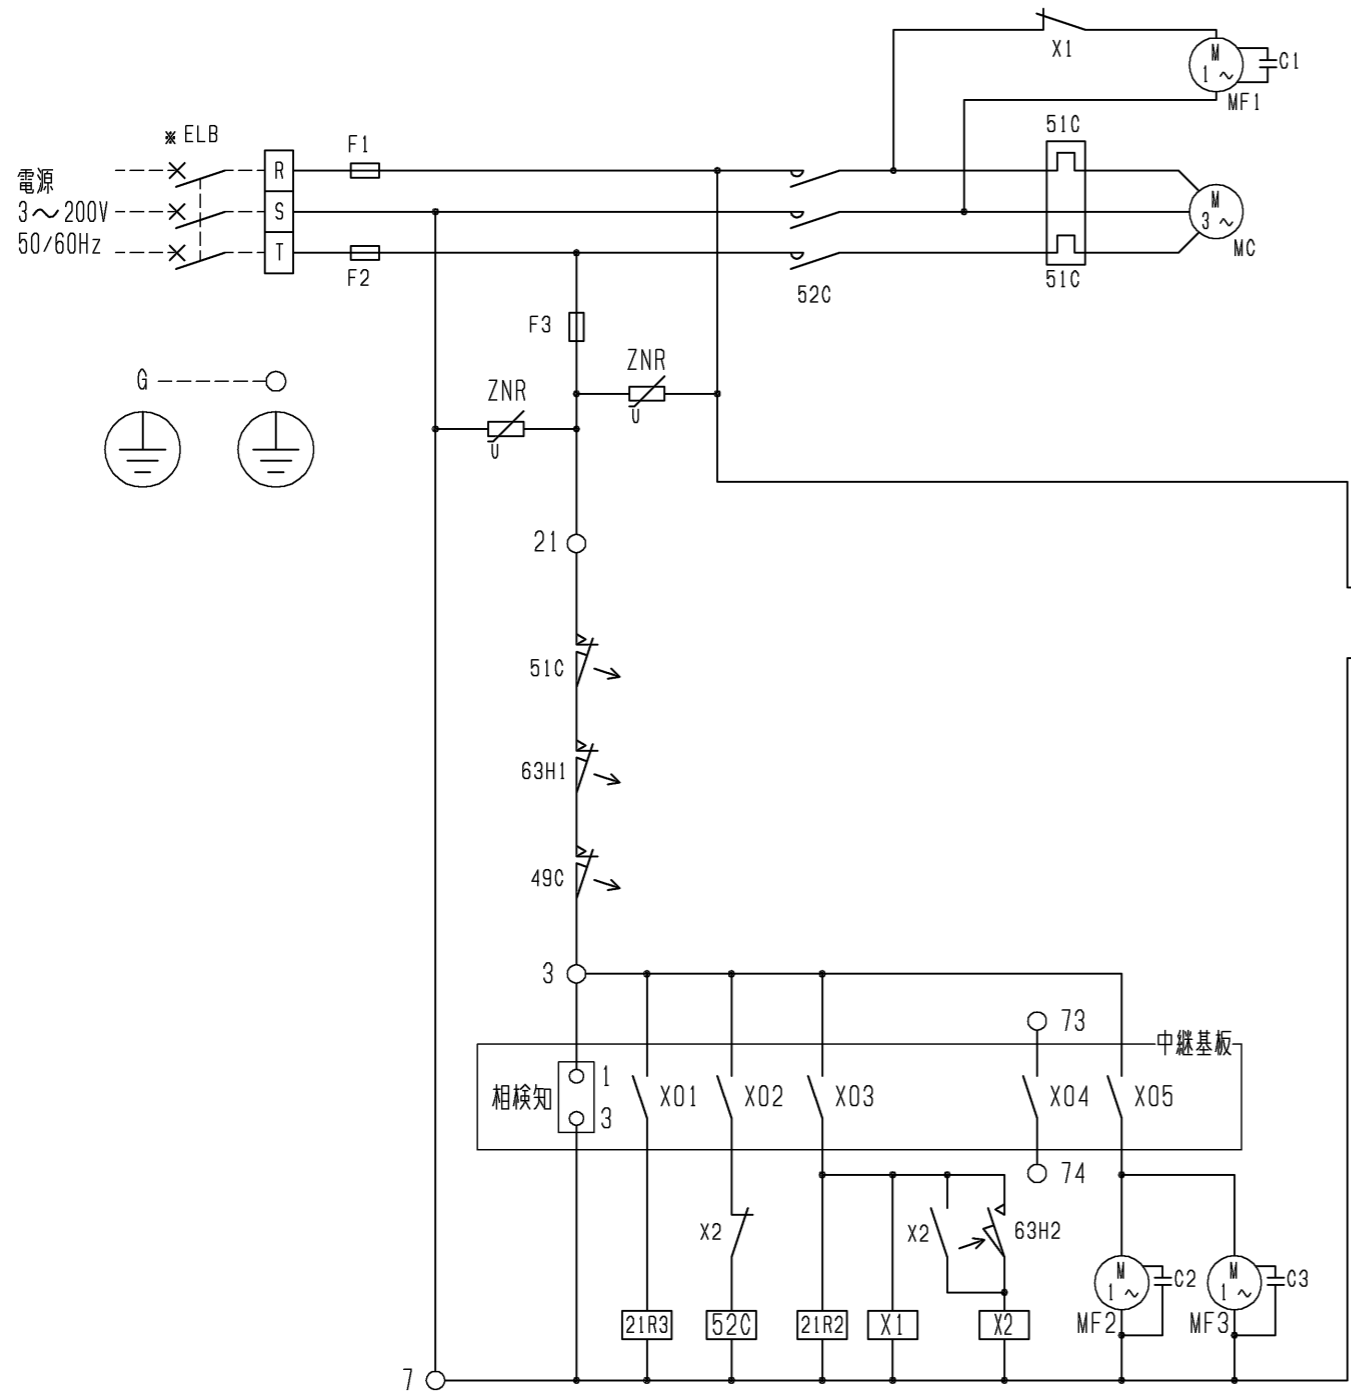 X1
M
1～
C1
MF1
※ELB
F1
51C
電源
3～200V
50/60Hz
R
S
T
M
3～
MC
F2
52C
51C
F3
ZNR
U
ZNR
U
G
21
51C
63H1
49C
3
73
中継基板
相検知
1
3
X01
X02
X03
X04
X05
74
X2
X2
63H2
M
1～
C2
M
1～
C3
MF2
MF3
21R3
52C
21R2
X1
X2
7